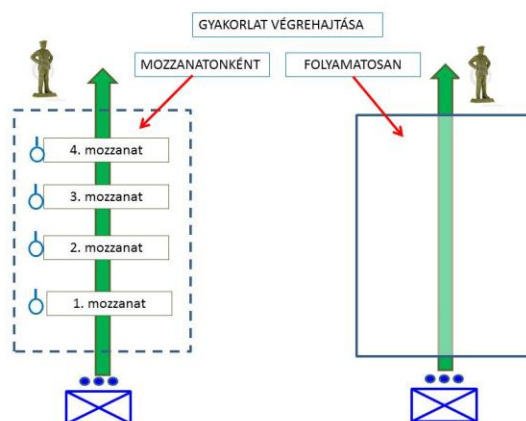 GYAKORLAT VÉGREHAJTÁSA
MOZZANATONKÉNT
FOLYAMATOSAN
4. mozzanat
3. mozzanat
2. mozzanat
1. mozzanat